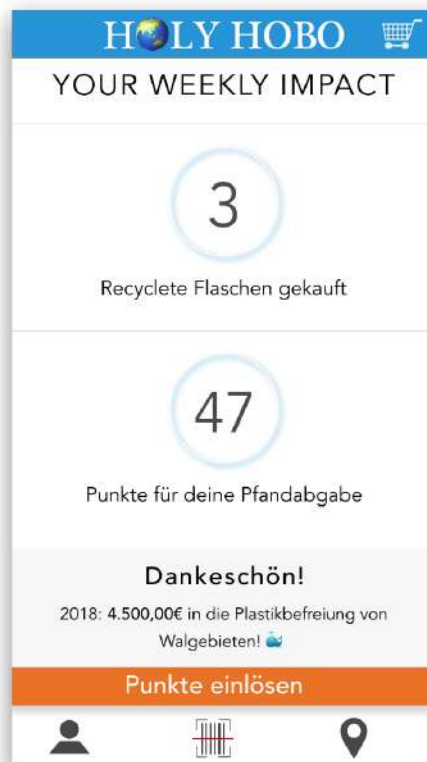 HOLY HOBO
YOUR WEEKLY IMPACT
3
Recyclete Flaschen gekauft
47
Punkte für deine Pfandabgabe
Dankeschön!
2018: 4.500,00€ in die Plastikbefreiung von
Walgebieten! 🐳
Punkte einlösen